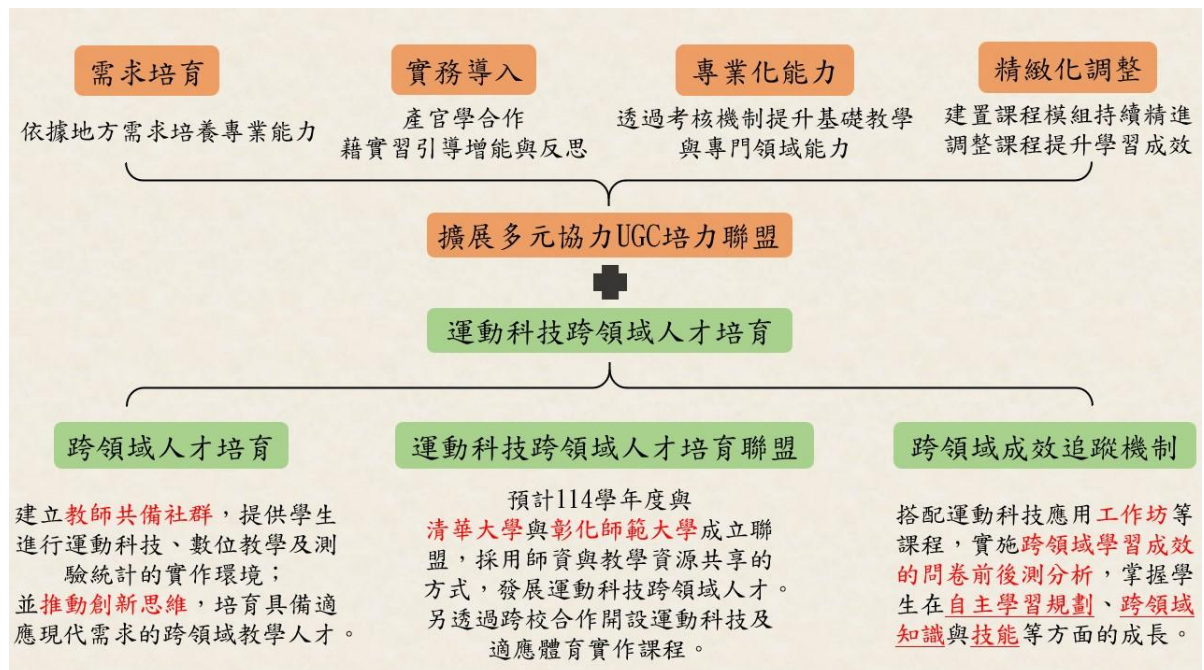 需求培育
依據地方需求培養專業能力
實務導入
產官學合作
藉實習引導增能與反思
專業化能力
透過考核機制提升基礎教學
與專門領域能力
精緻化調整
建置課程模組持續精進
調整課程提升學習成效
擴展多元協力UGC培力聯盟
運動科技跨領域人才培育
跨領域人才培育
建立教師共備社群，提供學生
進行運動科技、數位教學及測
驗統計的實作環境；
並推動創新思維，培育具備適
應現代需求的跨領域教學人才。
運動科技跨領域人才培育聯盟
預計114學年度與
清華大學與彰化師範大學成立聯
盟，採用師資與教學資源共享的
方式，發展運動科技跨領域人才。
另透過跨校合作開設運動科技及
適應體育實作課程。
跨領域成效追蹤機制
搭配運動科技應用工作坊等
課程，實施跨領域學習成效
的問卷前後測分析，掌握學
生在自主學習規劃、跨領域
知識與技能等方面的成長。